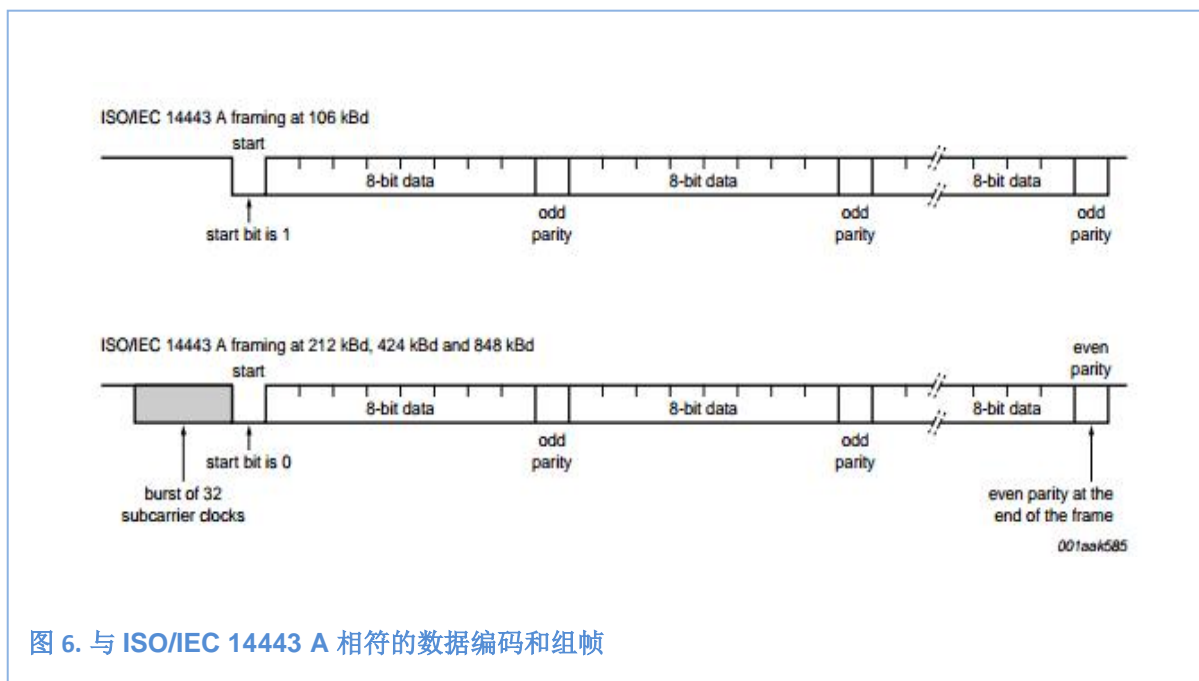 ISO/IEC 14443 A framing at 106 kBd
start
8-bit data
8-bit data
8-bit data
start bit is 1
odd
parity
odd
parity
odd
parity
ISO/IEC 14443 A framing at 212 kBd, 424 kBd and 848 kBd
start
even
parity
8-bit data
8-bit data
8-bit data
start bit is 0
odd
parity
odd
parity
burst of 32
subcarrier clocks
even parity at the
end of the frame
001aak585
图 6. 与 ISO/IEC 14443 A 相符的数据编码和组帧